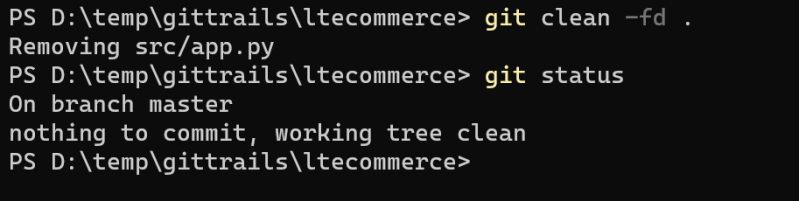 PS D:\temp\gittrails\ltecommerce> git clean -fd .
Removing src/app.py
PS D:\temp\gittrails\ltecommerce> git status
On branch master
nothing to commit, working tree clean
PS D:\temp\gittrails\ltecommerce>